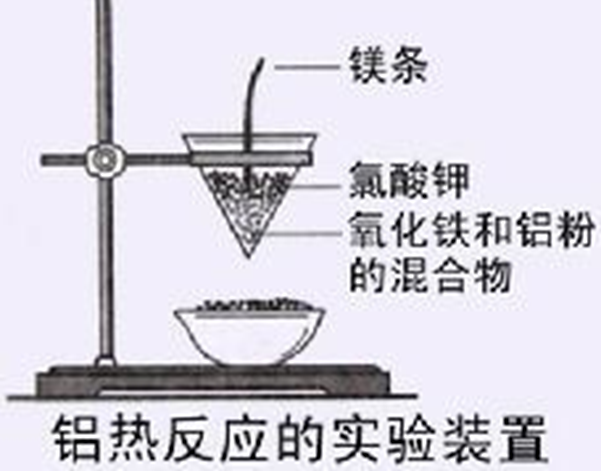 镁条
氯酸钾
氧化铁和铝粉
的混合物
铝热反应的实验装置